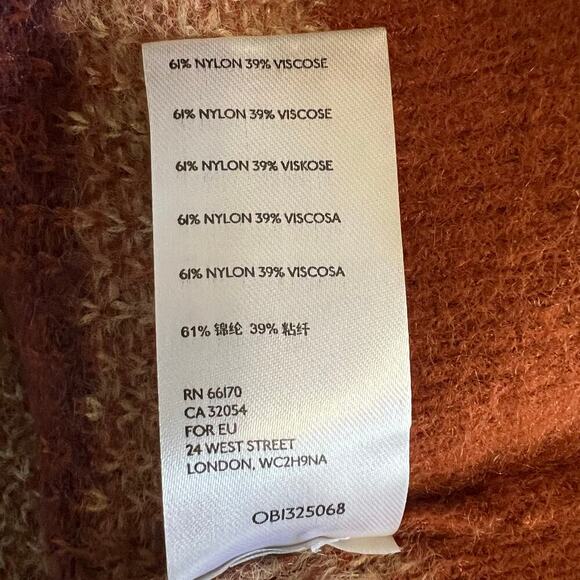 61% NYLON 39% VISCOSE
61% NYLON 39% VISCOSE
61% NYLON 39% VISKOSE
61% NYLON 39% VISCOSA
61% NYLON 39% VISCOSA
61% 锦纶 39% 粘纤
RN 66170
CA 32054
FOR EU
24 WEST STREET
LONDON, WC2H9NA
OB1325068